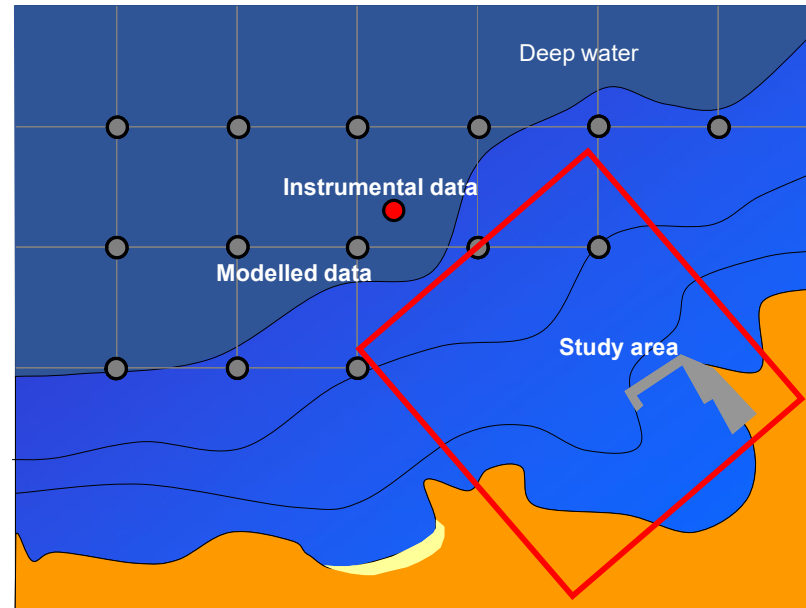 Deep water
Instrumental data
Modelled data
Study area